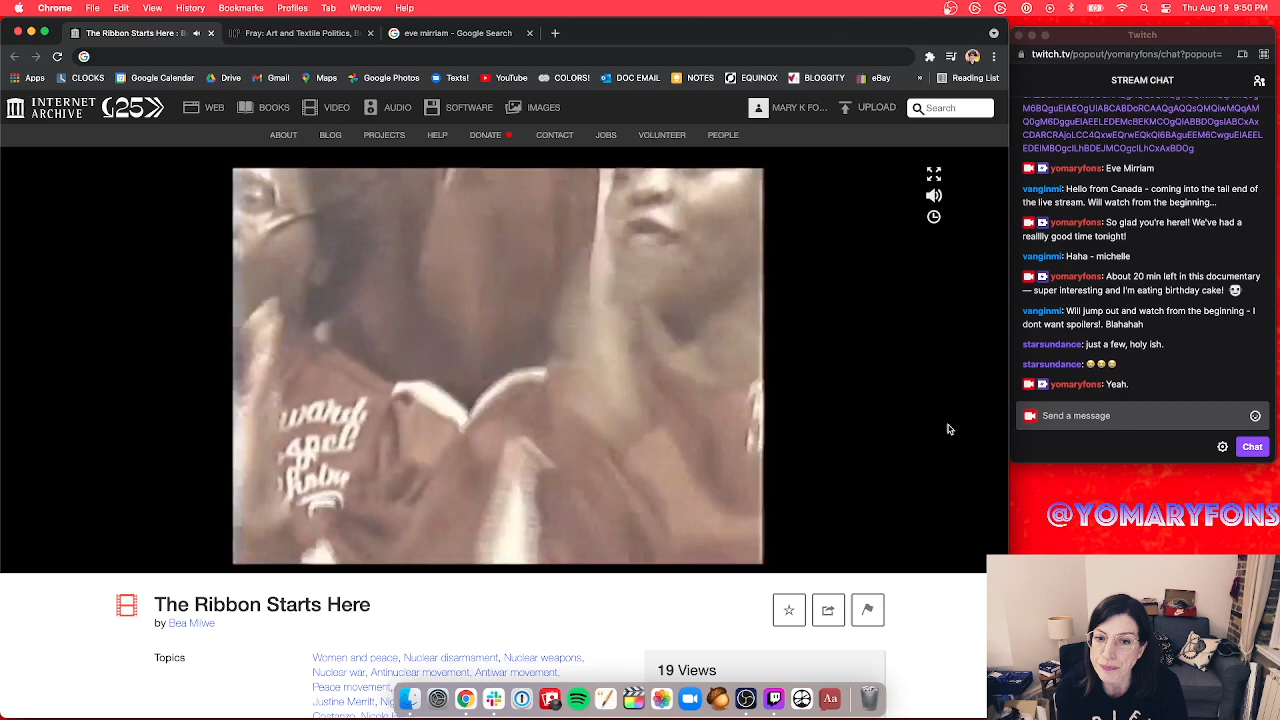 Chrome File Edit View History Bookmarks Profiles Tab Window Help Thu Aug 19 9:50 PM
The Ribbon Starts Here : B Fray: Art and Textile Politics, B eve mirriam - Google Search
Apps CLOCKS Google Calendar Drive Gmail Maps Google Photos Texts! YouTube COLORS! DOC EMAIL NOTES EQUINOX BLOGGITY eBay » Reading List
INTERNET ARCHIVE 25 WEB BOOKS VIDEO AUDIO SOFTWARE IMAGES MARY K FO... UPLOAD Search
ABOUT BLOG PROJECTS HELP DONATE CONTACT JOBS VOLUNTEER PEOPLE
The Ribbon Starts Here
by Bea Milwe
Topics
Women and peace, Nuclear disarmament, Nuclear weapons,
Nuclear war, Antinuclear movement, Antiwar movement,
Peace movement,
Justine Merritt, Ni
19 Views
Twitch
twitch.tv/popout/yomaryfons/chat?popout=
STREAM CHAT
yomaryfons: Eve Mirriam
vanginmi: Hello from Canada - coming into the tail end of
the live stream. Will watch from the beginning...
yomaryfons: So glad you're here!! We've had a
realllly good time tonight!
vanginmi: Haha - michelle
yomaryfons: About 20 min left in this documentary
— super interesting and I'm eating birthday cake!
vanginmi: Will jump out and watch from the beginning - I
dont want spoilers!. Blahahah
starsundance: just a few, holy ish.
starsundance: 😂😂😂
yomaryfons: Yeah.
Send a message
Chat
@YOMARYFONS